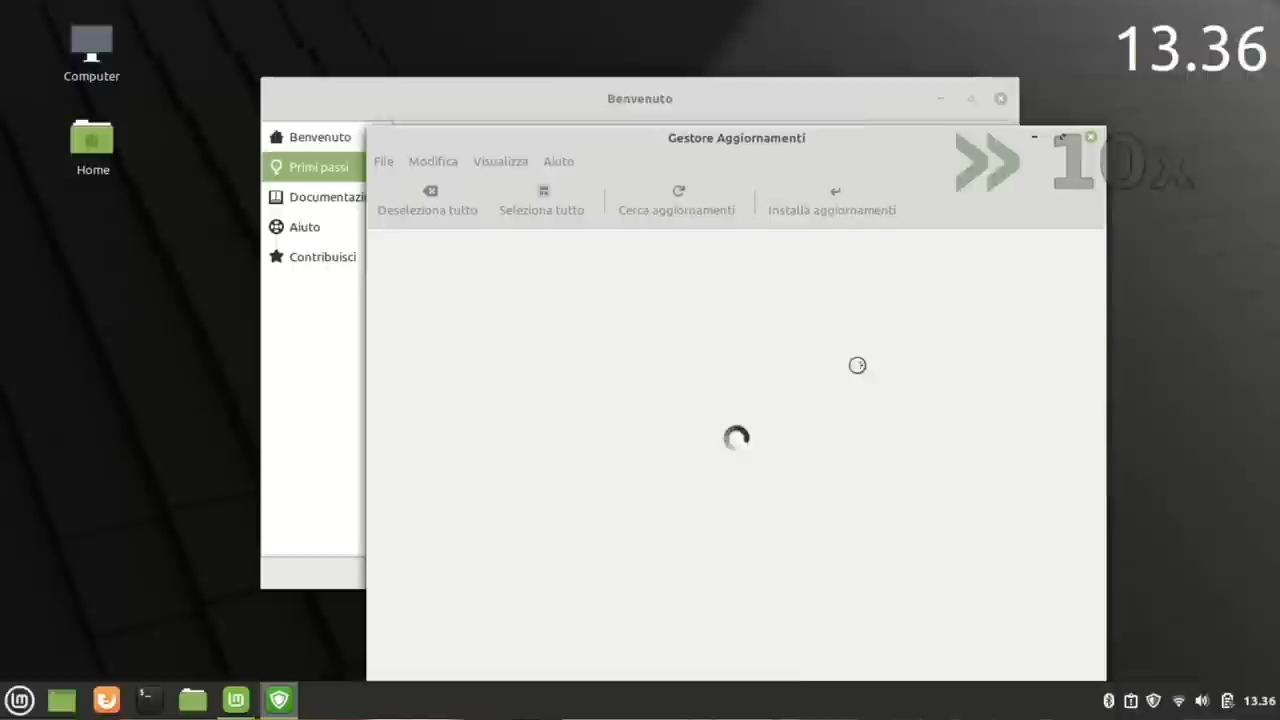 13.36
Computer
Home
Benvenuto
Benvenuto
Primi passi
Documentazi
Aiuto
Contribuisci
Gestore Aggiornamenti
10x
File Modifica Visualizza Aiuto
Deseleziona tutto Seleziona tutto Cerca aggiornamenti Installa aggiornamenti
13.36